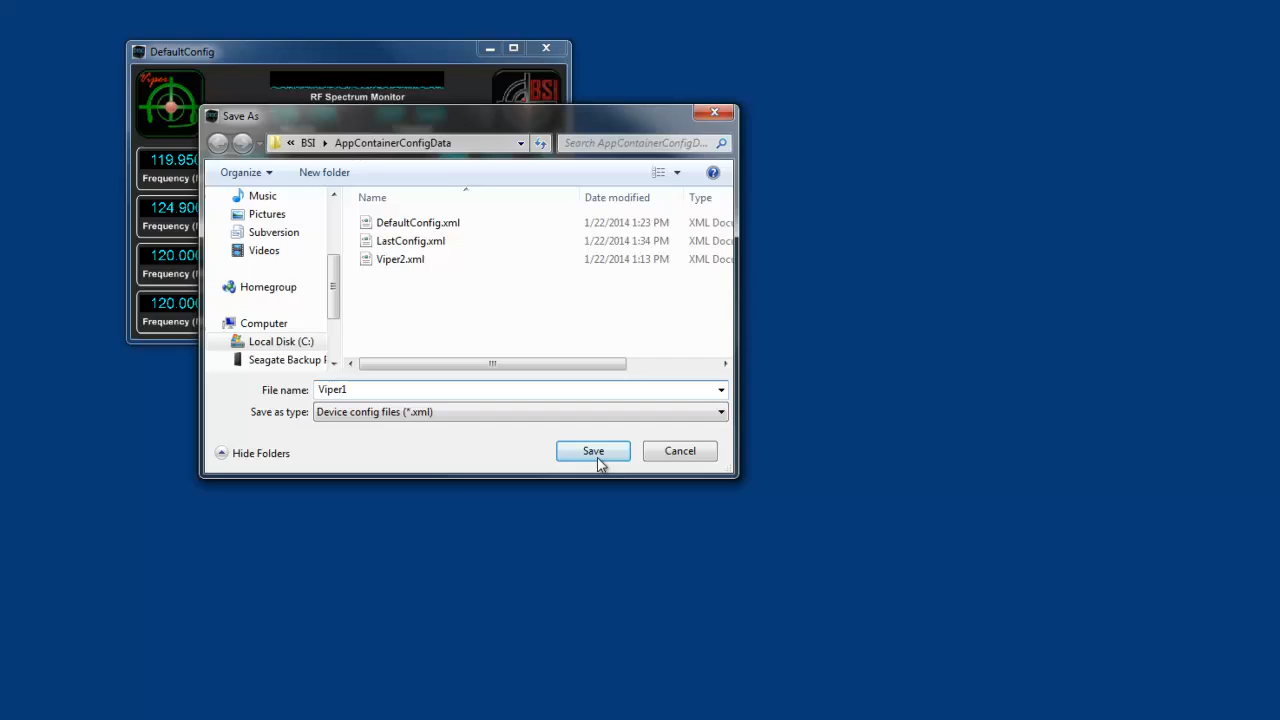 DefaultConfig
Viper
BSI
RF Spectrum Monitor
Save As
« BSI AppContainerConfigData
Search AppContainerConfigD...
Organize
New folder
Name
Date modified
Type
Music
Pictures
Subversion
Videos
Homegroup
Computer
Local Disk (C:)
Seagate Backup P
DefaultConfig.xml 1/22/2014 1:23 PM XML Docu
LastConfig.xml 1/22/2014 1:34 PM XML Docu
Viper2.xml 1/22/2014 1:13 PM XML Docu
119.950
Frequency (
124.900
Frequency (
120.000
Frequency (
120.000
Frequency (
File name: Viper1
Save as type: Device config files (*.xml)
Hide Folders
Save
Cancel